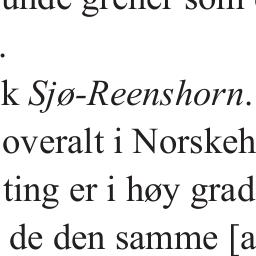 unde grener som
.
k Sjø-Reenshorn.
overalt i Norskeh
ting er i høy grad
de den samme [a